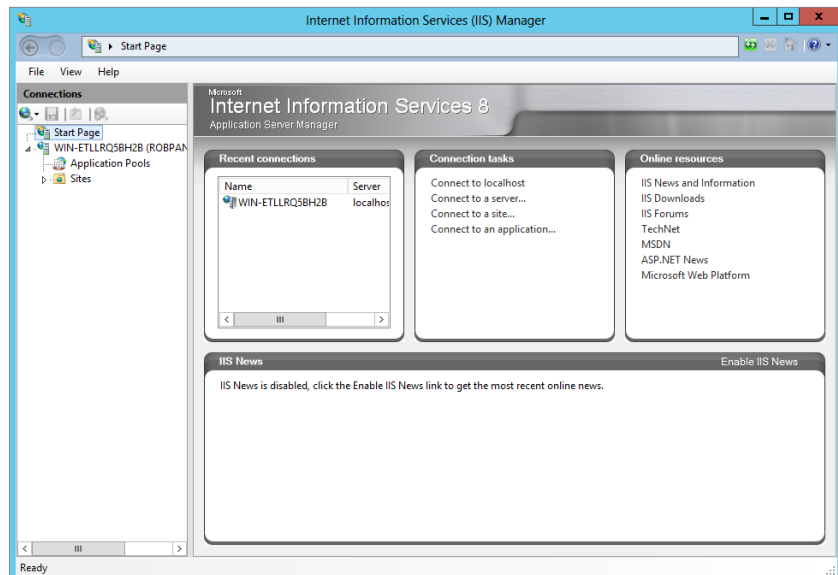 Internet Information Services (IIS) Manager
Start Page
File View Help
Connections
Start Page
WIN-ETLLRQ5BH2B (ROBPAN
Application Pools
Sites
Microsoft
Internet Information Services 8
Application Server Manager
Recent connections
Name Server
WIN-ETLLRQ5BH2B localhos
Connection tasks
Connect to localhost
Connect to a server...
Connect to a site...
Connect to an application...
Online resources
IIS News and Information
IIS Downloads
IIS Forums
TechNet
MSDN
ASP.NET News
Microsoft Web Platform
IIS News Enable IIS News
IIS News is disabled, click the Enable IIS News link to get the most recent online news.
Ready